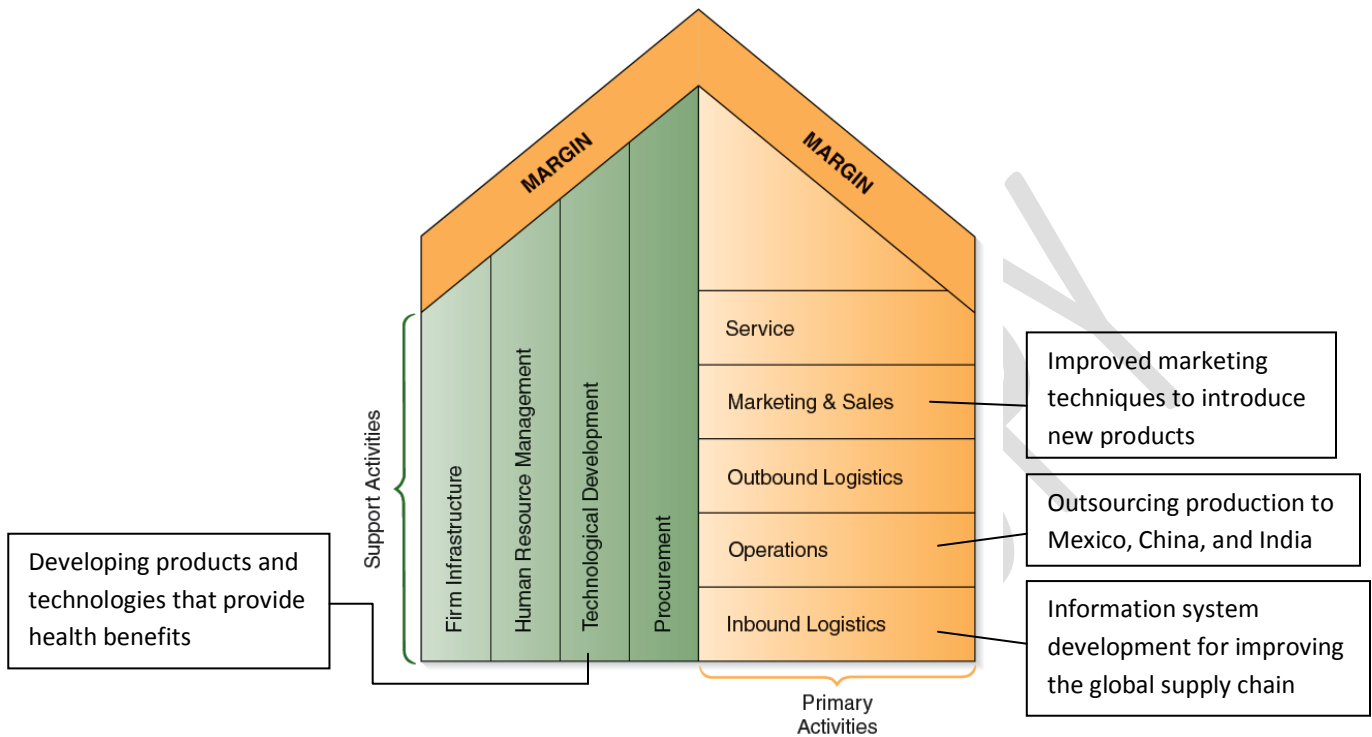 MARGIN
MARGIN
Support Activities
Firm Infrastructure
Human Resource Management
Technological Development
Procurement
Service
Marketing & Sales
Outbound Logistics
Operations
Inbound Logistics
Primary
Activities
Developing products and
technologies that provide
health benefits
Improved marketing
techniques to introduce
new products
Outsourcing production to
Mexico, China, and India
Information system
development for improving
the global supply chain